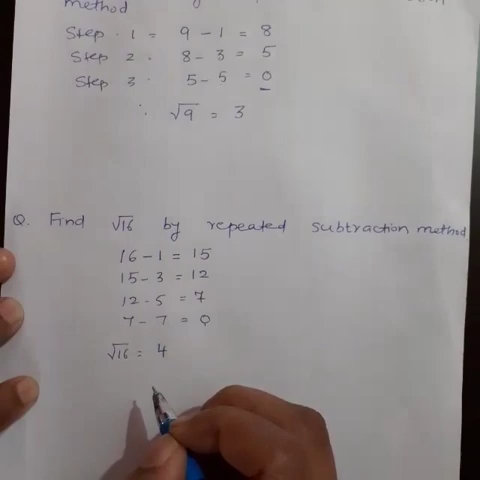 method
Step . 1 = 9 - 1 = 8
Step 2 . 8 - 3 = 5
Step 3 . 5 - 5 = 0
∴ √9 = 3
Q. Find √16 by repeated subtraction method
16 - 1 = 15
15 - 3 = 12
12 - 5 = 7
7 - 7 = 0
√16 = 4